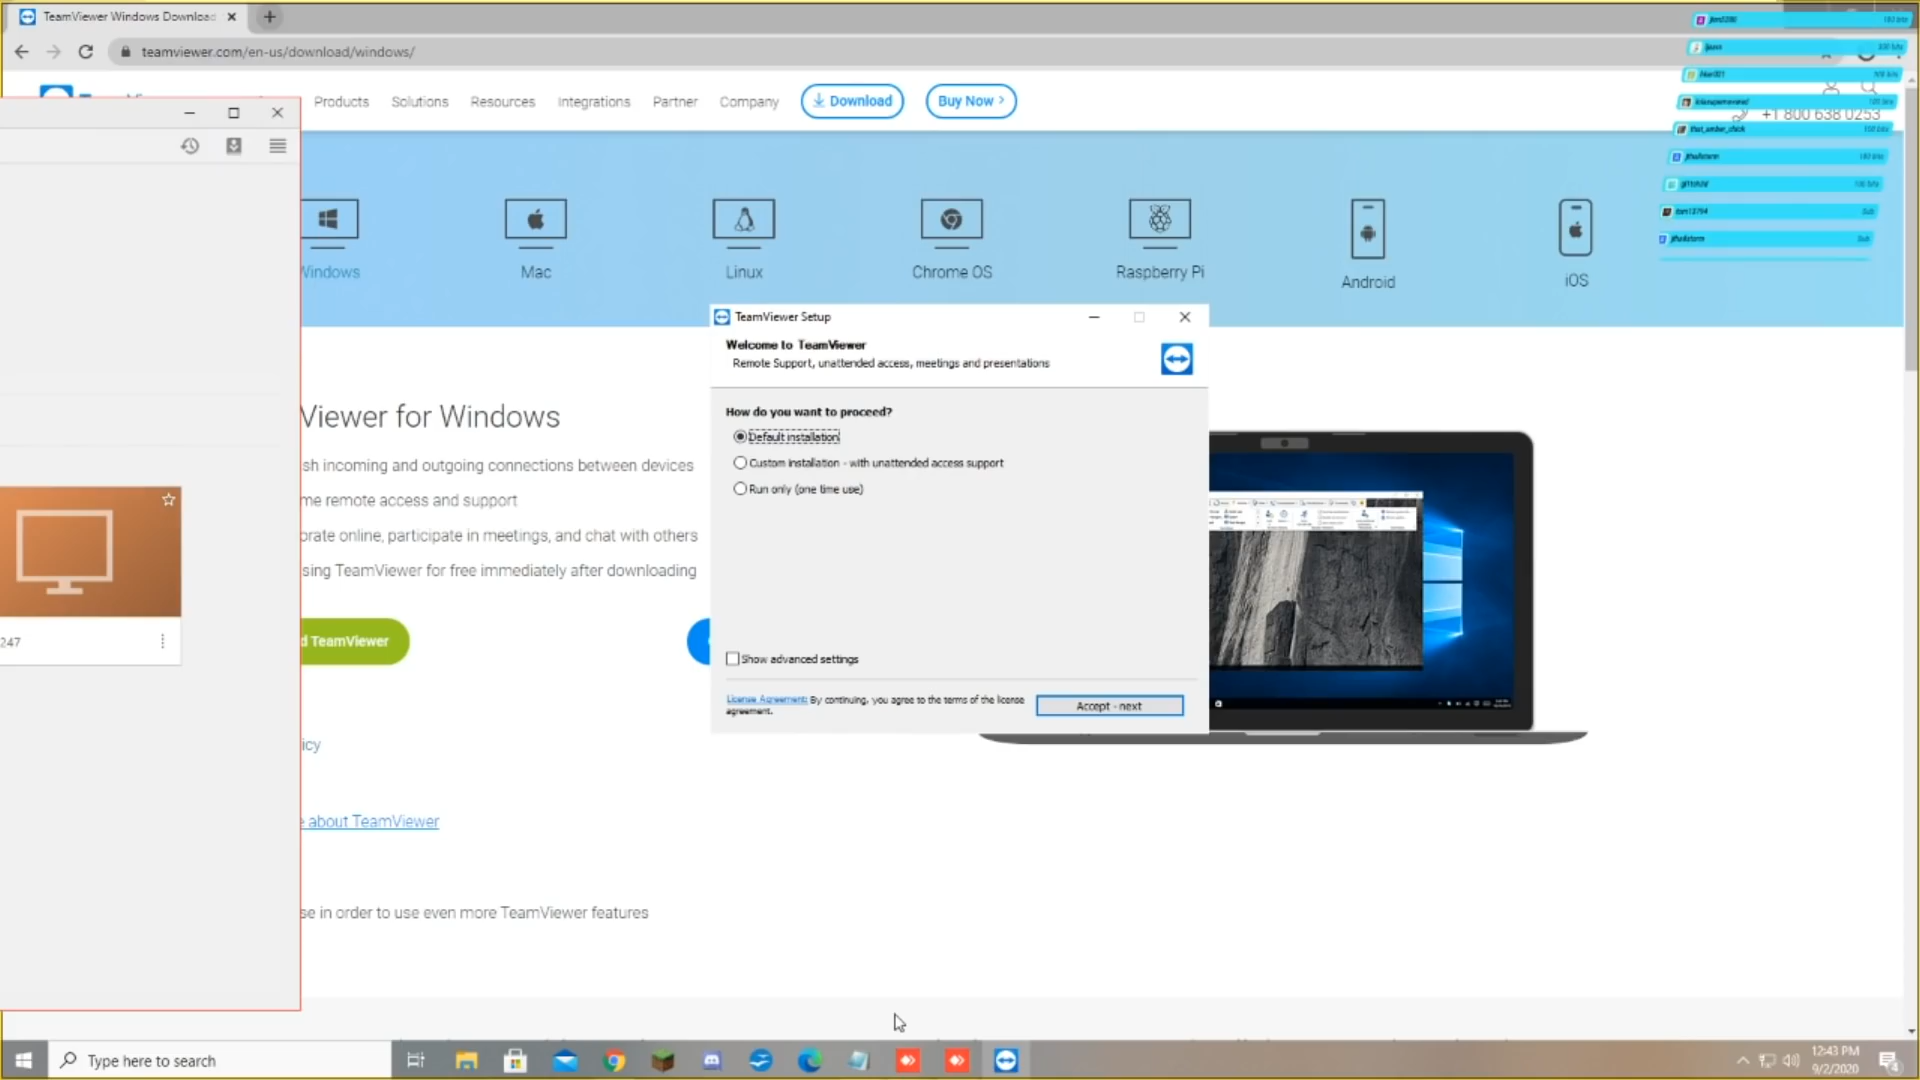 TeamViewer Windows Download
teamviewer.com/en-us/download/windows/
Products
Solutions
Resources
Integrations
Partner
Company
Download
Buy Now
+1 800 638 0253
Windows
Mac
Linux
Chrome OS
Raspberry Pi
Android
iOS
Viewer for Windows
sh incoming and outgoing connections between devices
me remote access and support
orate online, participate in meetings, and chat with others
sing TeamViewer for free immediately after downloading
247
d TeamViewer
icy
e about TeamViewer
se in order to use even more TeamViewer features
TeamViewer Setup
Welcome to TeamViewer
Remote Support, unattended access, meetings and presentations
How do you want to proceed?
Default installation
Custom installation - with unattended access support
Run only (one time use)
Show advanced settings
License Agreement: By continuing, you agree to the terms of the license
agreement.
Accept - next
that_amber_chick
100 bits
Sub
Sub
Type here to search
12:43 PM
9/2/2020